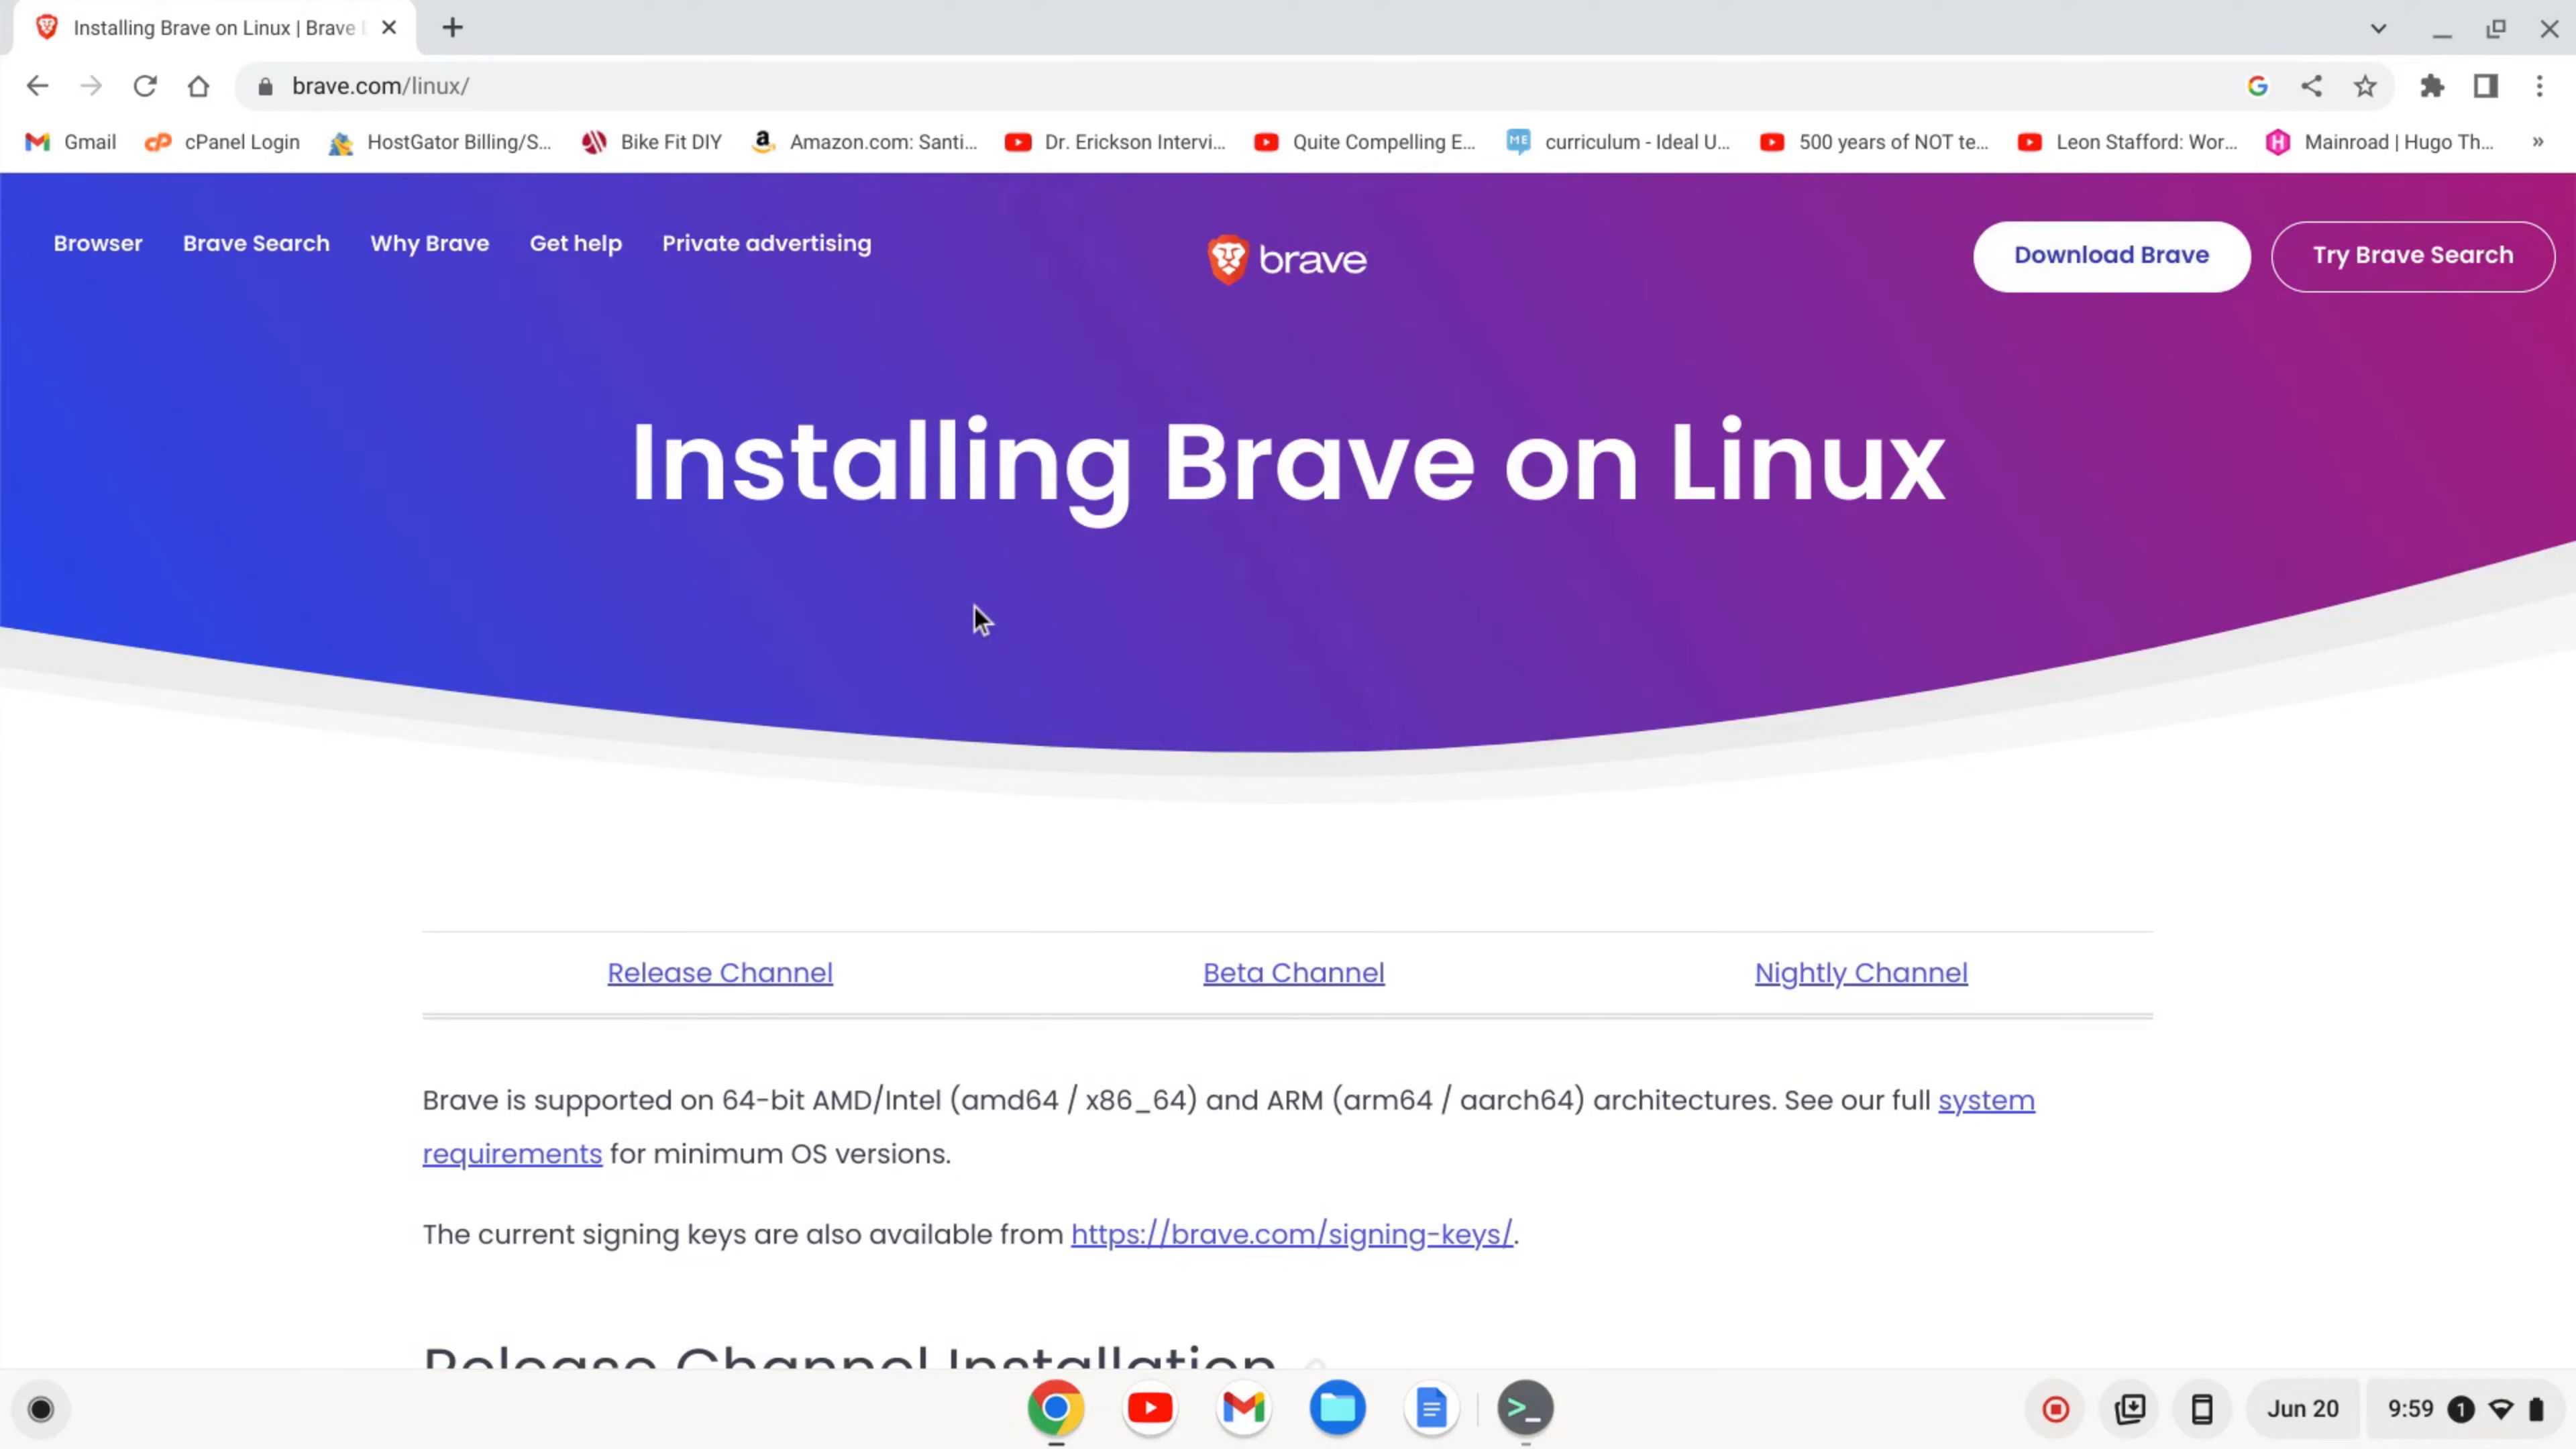 Installing Brave on Linux | Brave
brave.com/linux/
Gmail
cPanel Login
HostGator Billing/S...
Bike Fit DIY
Amazon.com: Santi...
Dr. Erickson Intervi...
Quite Compelling E...
ME
curriculum - Ideal U...
500 years of NOT te...
Leon Stafford: Wor...
Mainroad | Hugo Th...
»
Browser
Brave Search
Why Brave
Get help
Private advertising
brave
Download Brave
Try Brave Search
Installing Brave on Linux
Release Channel
Beta Channel
Nightly Channel
Brave is supported on 64-bit AMD/Intel (amd64 / x86_64) and ARM (arm64 / aarch64) architectures. See our full system
requirements for minimum OS versions.
The current signing keys are also available from https://brave.com/signing-keys/.
Release Channel Installation
Jun 20
9:59
1